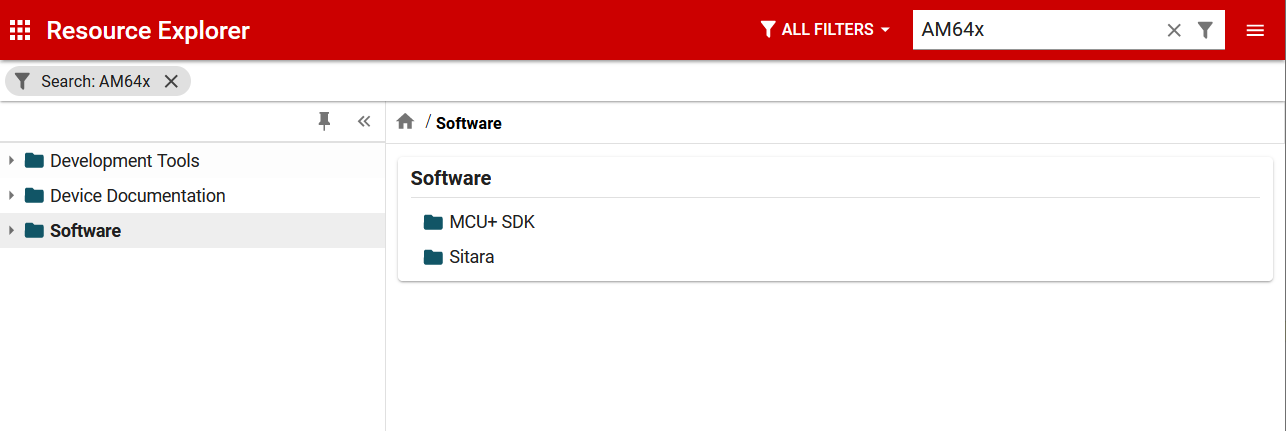 Resource Explorer
ALL FILTERS
AM64x
Search: AM64x
/ Software
Development Tools
Device Documentation
Software
Software
MCU+ SDK
Sitara